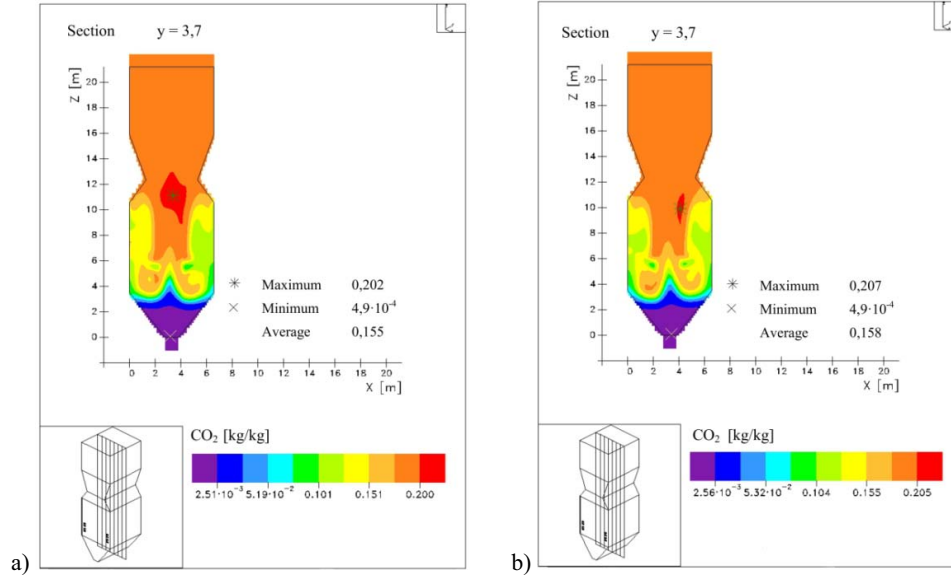 Section y = 3,7
Z [m]
20
18
16
14
12
10
8
6
4
2
0
Maximum 0,202
Minimum 4,9·10⁻⁴
Average 0,155
0 2 4 6 8 10 12 14 16 18 20
X [m]
CO₂ [kg/kg]
2.51·10⁻³ 5.19·10⁻² 0.101 0.151 0.200
a)
Section y = 3,7
Z [m]
20
18
16
14
12
10
8
6
4
2
0
Maximum 0,207
Minimum 4,9·10⁻⁴
Average 0,158
0 2 4 6 8 10 12 14 16 18 20
X [m]
CO₂ [kg/kg]
2.56·10⁻³ 5.32·10⁻² 0.104 0.155 0.205
b)